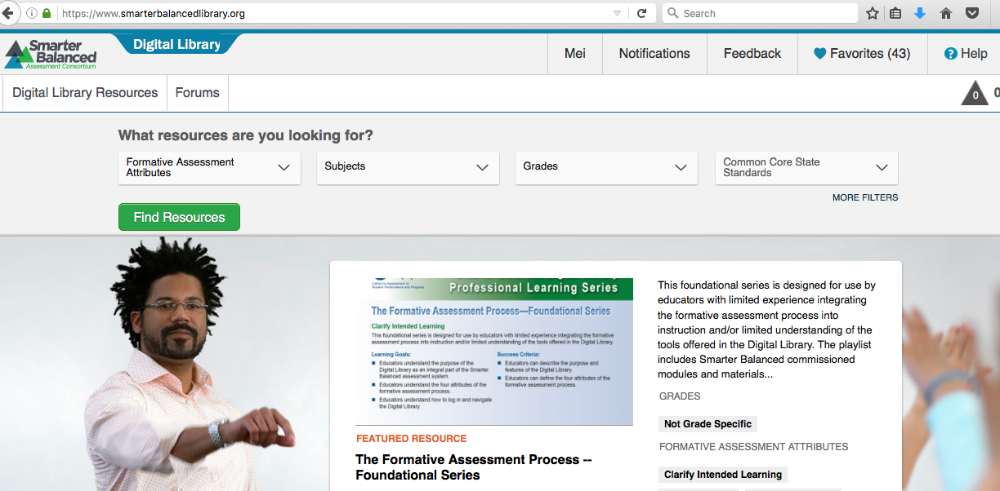 https://www.smarterbalancedlibrary.org
Search
Smarter
Balanced
Assessment Consortium
Digital Library
Mei
Notifications
Feedback
Favorites (43)
? Help
Digital Library Resources
Forums
0
0
What resources are you looking for?
Formative Assessment
Attributes
Subjects
Grades
Common Core State
Standards
MORE FILTERS
Find Resources
California Assessment of
Student Performance and Progress
Professional Learning Series
The Formative Assessment Process—Foundational Series
Clarify Intended Learning
This foundational series is designed for use by educators with limited experience integrating the formative
assessment process into instruction and/or limited understanding of the tools offered in the Digital Library.
Learning Goals:
Educators understand the purpose of the
Digital Library as an integral part of the Smarter
Balanced assessment system.
Educators understand the four attributes of the
formative assessment process.
Educators understand how to log in and navigate
the Digital Library.
Success Criteria:
Educators can describe the purpose and
features of the Digital Library.
Educators can define the four attributes of the
formative assessment process.
FEATURED RESOURCE
The Formative Assessment Process --
Foundational Series
This foundational series is designed for use by
educators with limited experience integrating
the formative assessment process into
instruction and/or limited understanding of the
tools offered in the Digital Library. The playlist
includes Smarter Balanced commissioned
modules and materials...
GRADES
Not Grade Specific
FORMATIVE ASSESSMENT ATTRIBUTES
Clarify Intended Learning